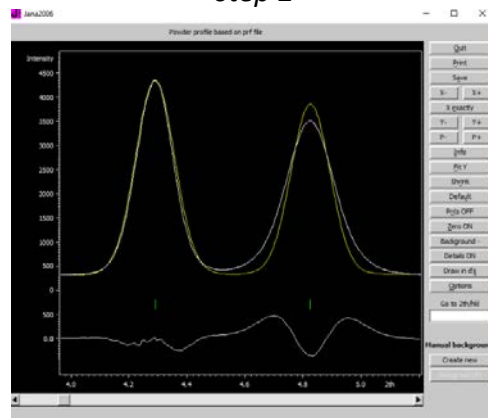 step 2
Jana2006
Powder profile based on prf file
Intensity
4500
4000
3500
3000
2500
2000
1500
1000
500
0
500
0.0
4.0 4.2 4.4 4.6 4.8 5.0 2th
Quit
Print
Save
X- X+
X exactly
Y- Y+
P- P+
Info
Fit Y
Shrink
Default
Zero ON
Background -
Details ON
Draw in d's
Options
Go to 2th/hkl
Manual backgroun
Create new